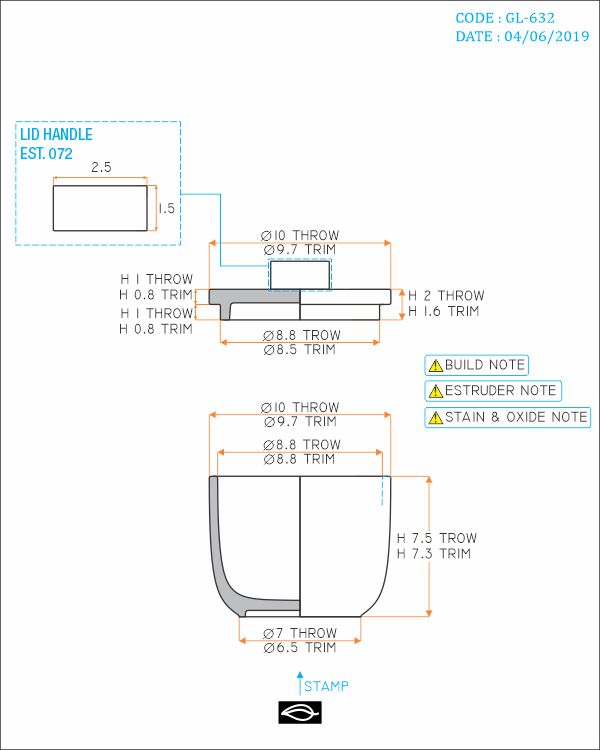 CODE : GL-632
DATE : 04/06/2019
LID HANDLE
EST. 072
2.5
1.5
Ø10 THROW
Ø9.7 TRIM
H 1 THROW
H 0.8 TRIM
H 1 THROW
H 0.8 TRIM
H 2 THROW
H 1.6 TRIM
Ø8.8 TROW
Ø8.5 TRIM
BUILD NOTE
ESTRUDER NOTE
STAIN & OXIDE NOTE
Ø10 THROW
Ø9.7 TRIM
Ø8.8 TROW
Ø8.8 TRIM
H 7.5 TROW
H 7.3 TRIM
Ø7 THROW
Ø6.5 TRIM
STAMP